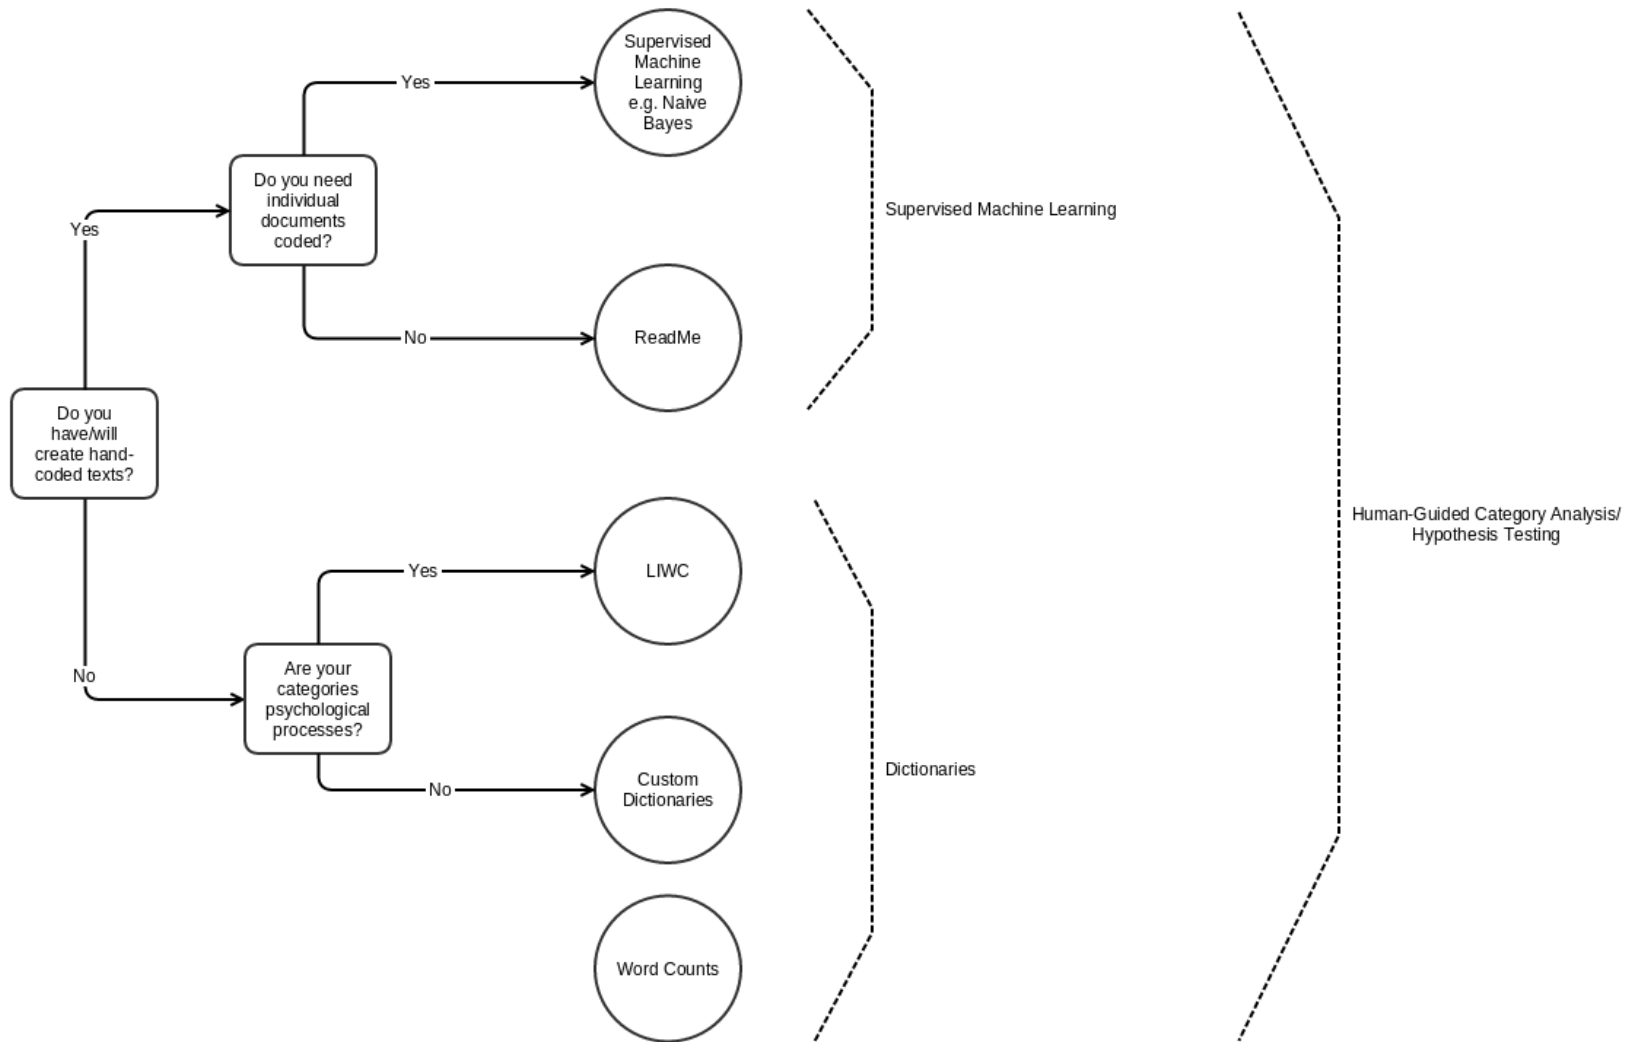 Supervised
Machine
Learning
e.g. Naive
Bayes
Yes
Do you need
individual
documents
coded?
Yes
Supervised Machine Learning
No
ReadMe
Do you
have/will
create hand-
coded texts?
Human-Guided Category Analysis/
Hypothesis Testing
Yes
LIWC
No
Are your
categories
psychological
processes?
Dictionaries
No
Custom
Dictionaries
Word Counts